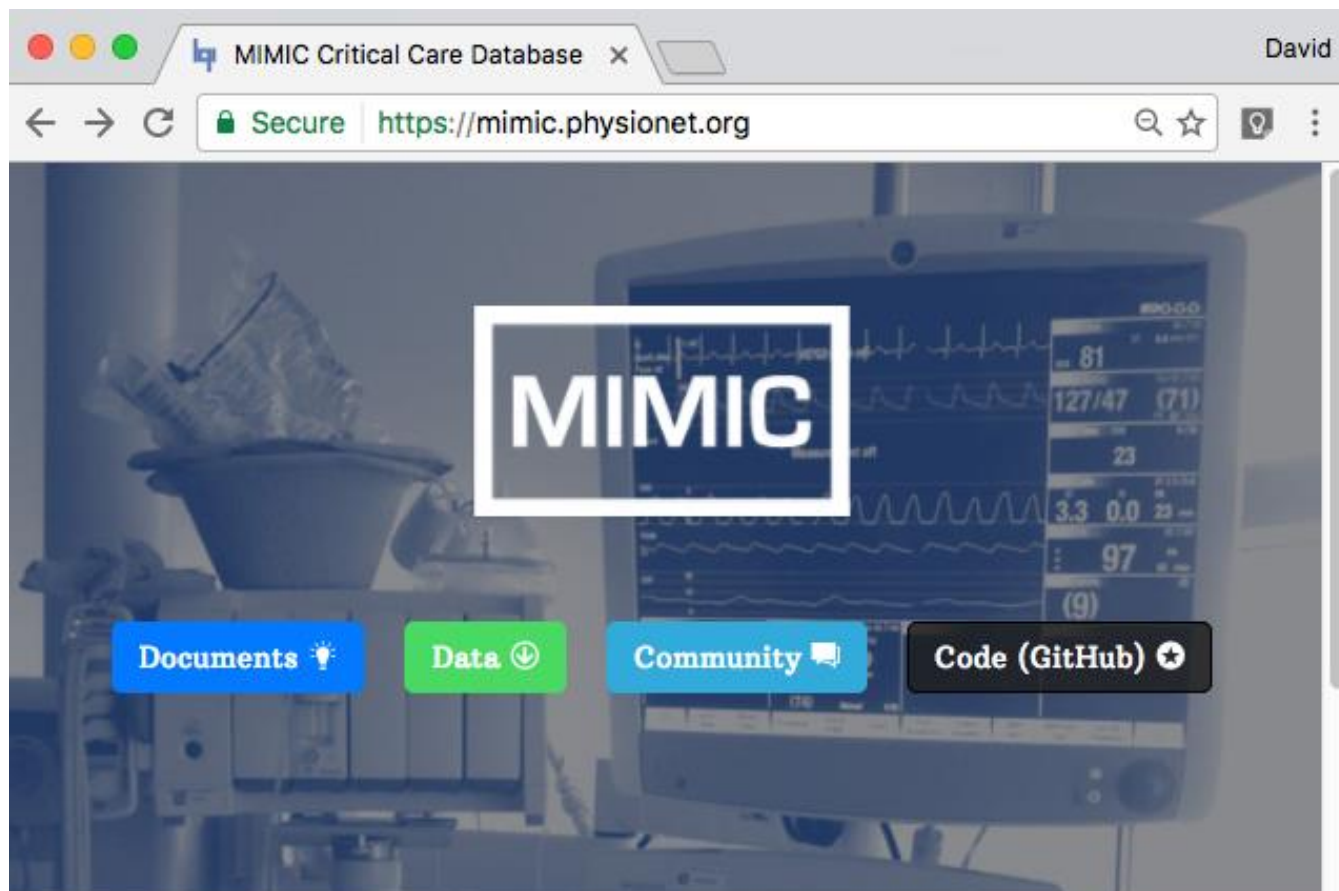 MIMIC Critical Care Database
David
Secure https://mimic.physionet.org
MIMIC
81
127/47 (71)
23
3.3 0.0 23
97
(9)
Documents
Data
Community
Code (GitHub)